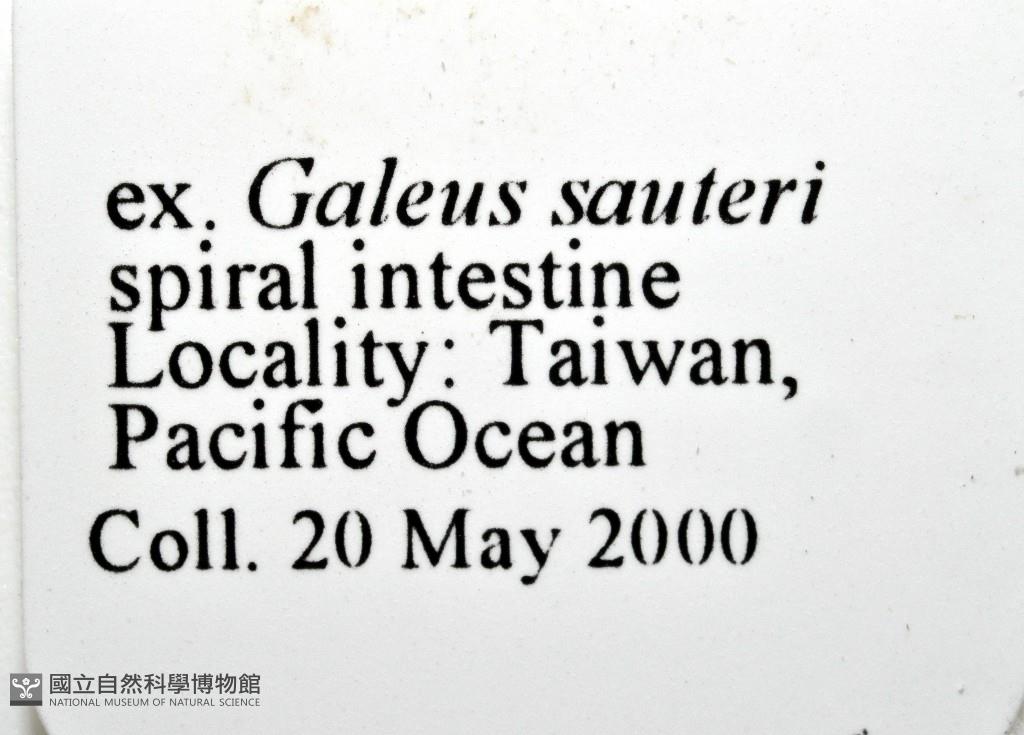 ex. Galeus sauteri
spiral intestine
Locality: Taiwan,
Pacific Ocean
Coll. 20 May 2000
國立自然科學博物館
NATIONAL MUSEUM OF NATURAL SCIENCE